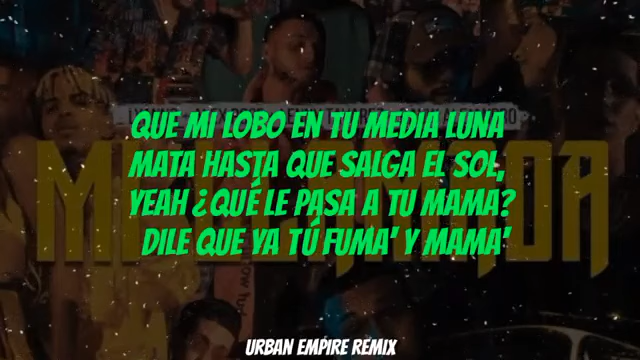 QUE MI LOBO EN TU MEDIA LUNA
MATA HASTA QUE SALGA EL SOL,
YEAH ¿QUÉ LE PASA A TU MAMA?
DILE QUE YA TÚ FUMA' Y MAMA'
URBAN EMPIRE REMIX